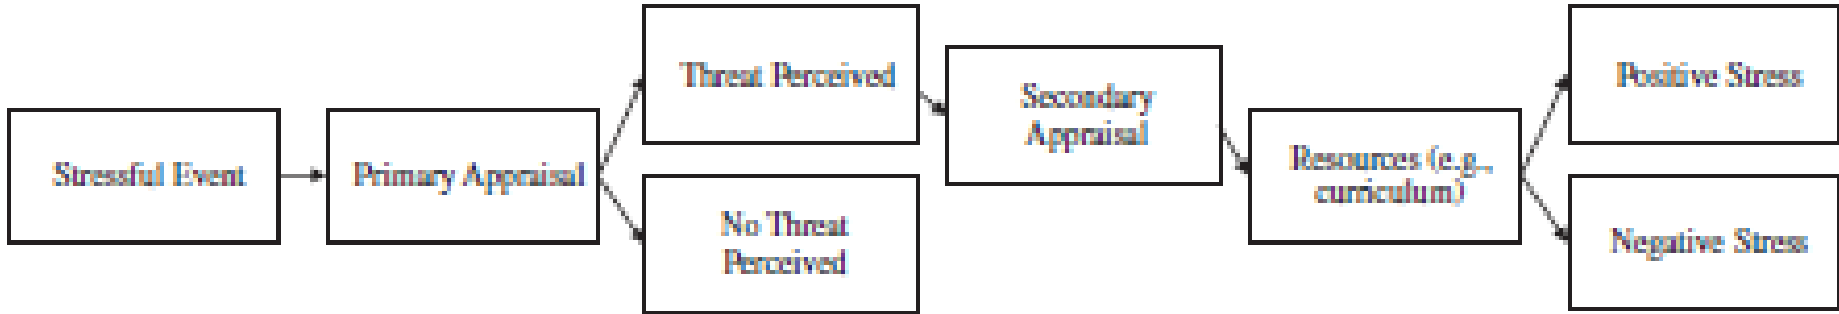 Stressful Event
Primary Appraisal
Threat Perceived
No Threat
Perceived
Secondary
Appraisal
Resources (e.g.,
curriculum)
Positive Stress
Negative Stress